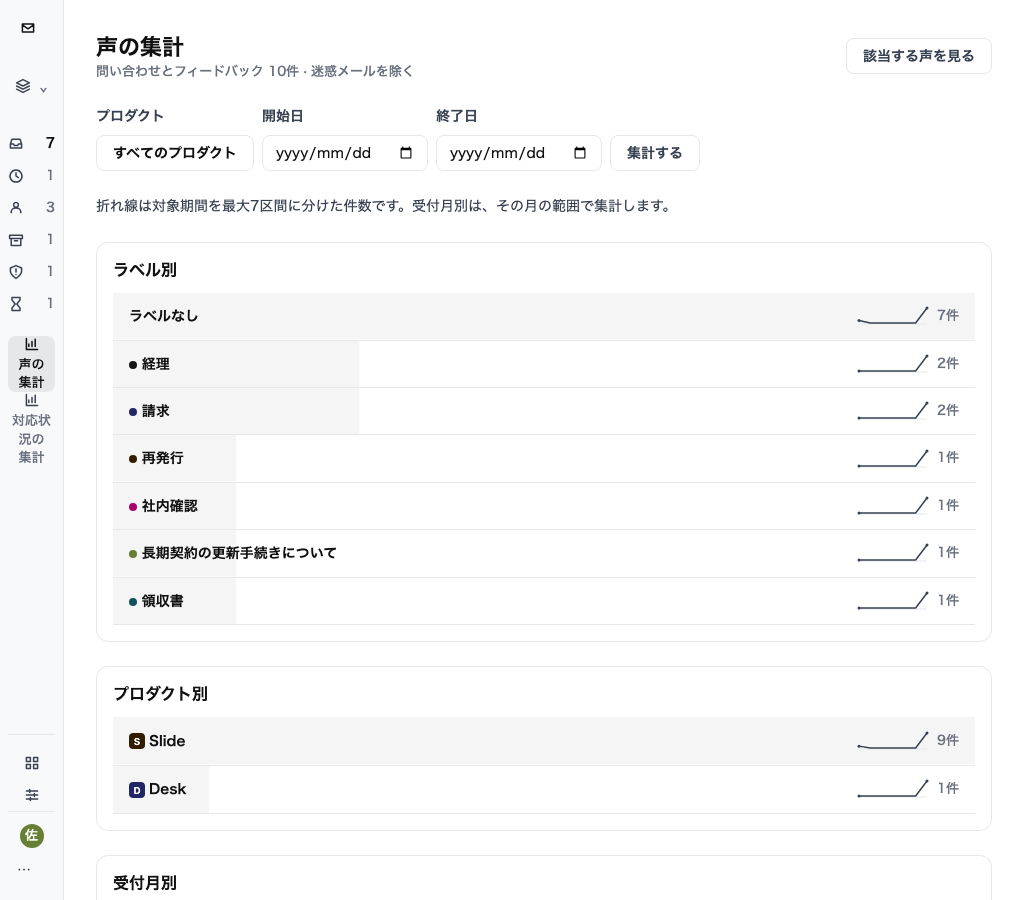 声の集計
問い合わせとフィードバック 10件 · 迷惑メールを除く
該当する声を見る
プロダクト
開始日
終了日
すべてのプロダクト
yyyy/mm/dd
yyyy/mm/dd
集計する
折れ線は対象期間を最大7区間に分けた件数です。受付月別は、その月の範囲で集計します。
7
1
3
1
1
1
声の
集計
対応状
況の
集計
佐
…
ラベル別
ラベルなし 7件
経理 2件
請求 2件
再発行 1件
社内確認 1件
長期契約の更新手続きについて 1件
領収書 1件
プロダクト別
S Slide 9件
D Desk 1件
受付月別